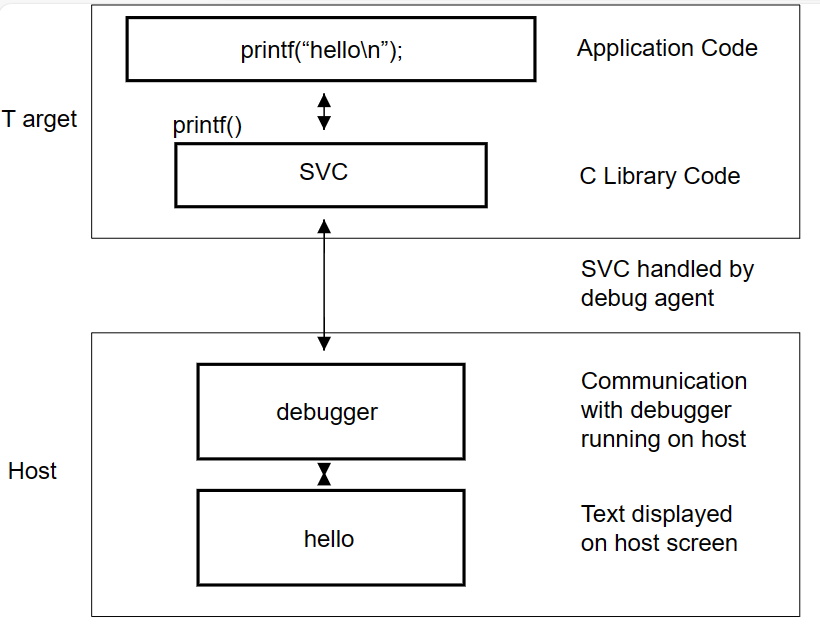 printf(“hello\n”);
Application Code
T arget
printf()
SVC
C Library Code
SVC handled by
debug agent
debugger
Communication
with debugger
running on host
Host
hello
Text displayed
on host screen